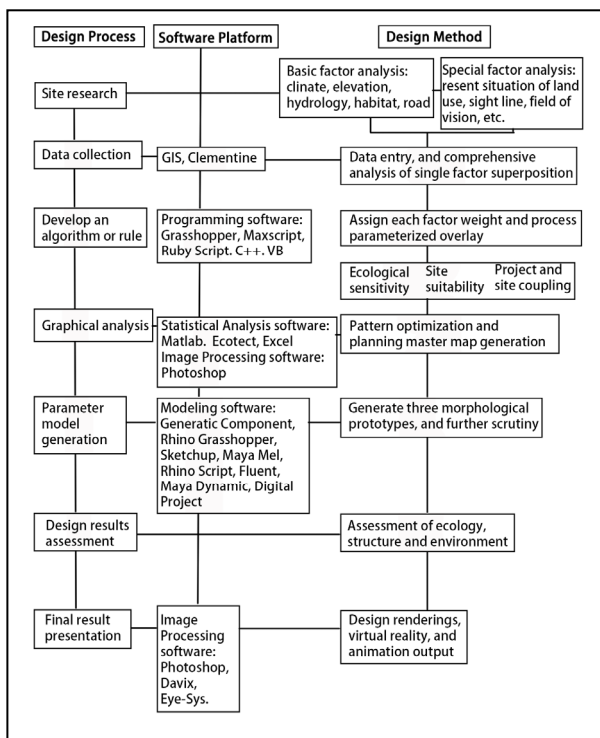 Design Process
Software Platform
Design Method
Site research
Basic factor analysis:
climate, elevation,
hydrology, habitat, road
Special factor analysis:
resent situation of land
use, sight line, field of
vision, etc.
Data collection
GIS, Clementine
Data entry, and comprehensive
analysis of single factor superposition
Develop an
algorithm or rule
Programming software:
Grasshopper, Maxscript,
Ruby Script. C++. VB
Assign each factor weight and process
parameterized overlay
Ecological
sensitivity
Site
suitability
Project and
site coupling
Graphical analysis
Statistical Analysis software:
Matlab. Ecotect, Excel
Image Processing software:
Photoshop
Pattern optimization and
planning master map generation
Parameter
model
generation
Modeling software:
Generatic Component,
Rhino Grasshopper,
Sketchup, Maya Mel,
Rhino Script, Fluent,
Maya Dynamic, Digital
Project
Generate three morphological
prototypes, and further scrutiny
Design results
assessment
Assessment of ecology,
structure and environment
Final result
presentation
Image
Processing
software:
Photoshop,
Davix,
Eye-Sys.
Design renderings,
virtual reality, and
animation output